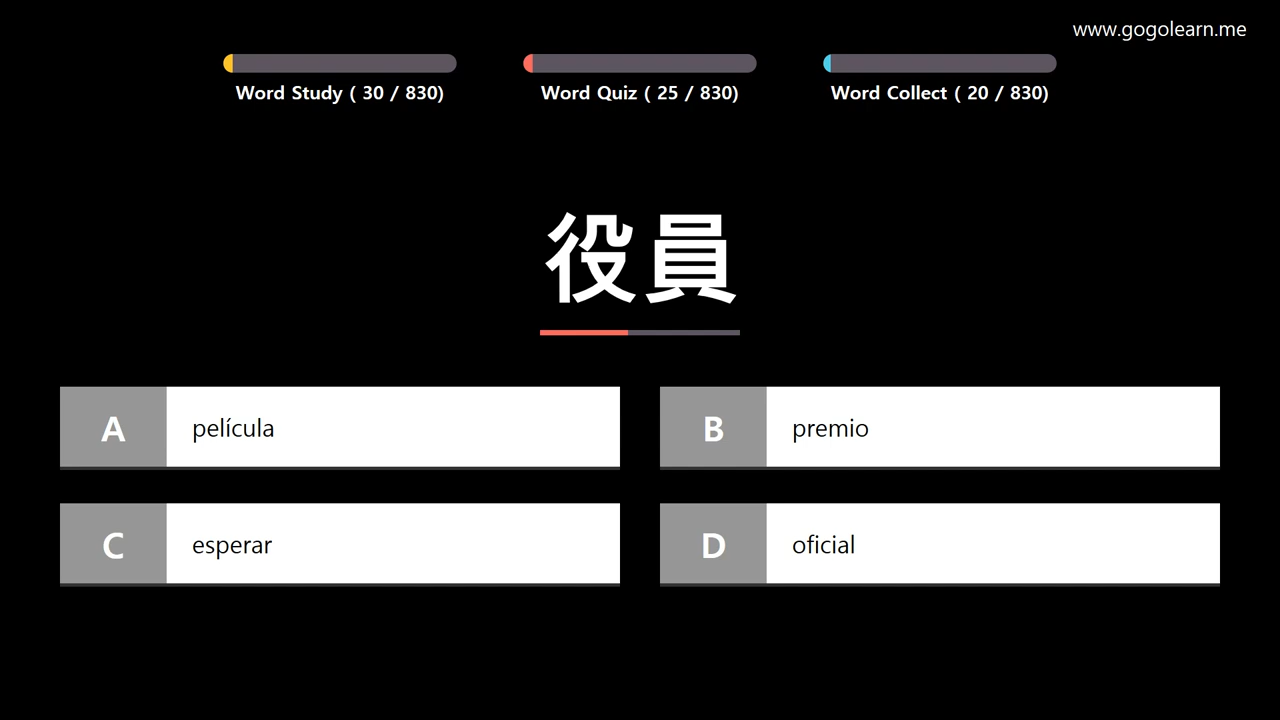 www.gogolearn.me
Word Study ( 30 / 830)
Word Quiz ( 25 / 830)
Word Collect ( 20 / 830)
役員
A película
B premio
C esperar
D oficial